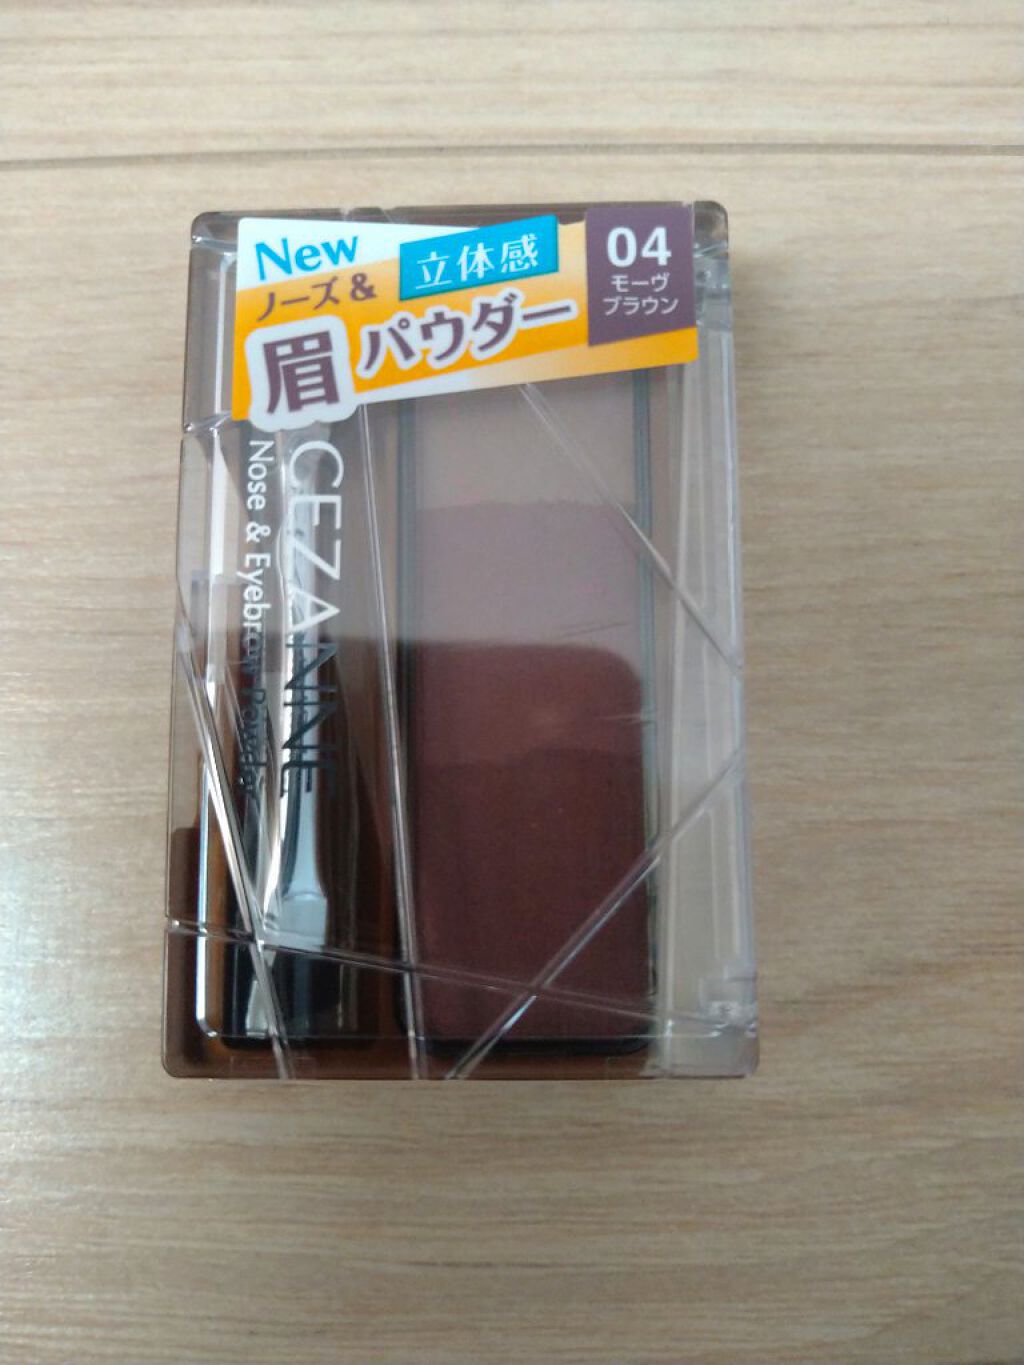 New
立体感
ノーズ&
眉パウダー
04
モーヴ
ブラウン
CEZANNE
Nose & Eyebrow Powder